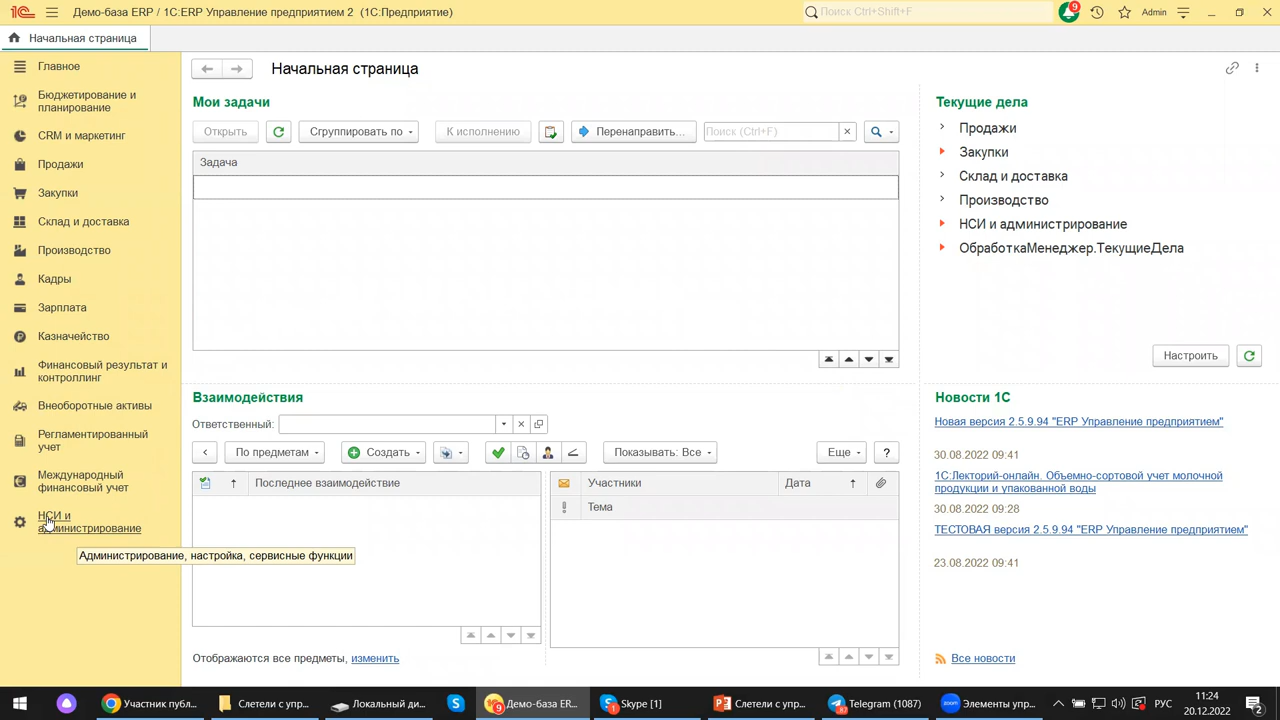 Демо-база ERP / 1С:ERP Управление предприятием 2 (1С:Предприятие)
Поиск Ctrl+Shift+F
9
Admin
Начальная страница
Главное
Бюджетирование и
планирование
CRM и маркетинг
Продажи
Закупки
Склад и доставка
Производство
Кадры
Зарплата
Казначейство
Финансовый результат и
контроллинг
Внеоборотные активы
Регламентированный
учет
Международный
финансовый учет
НСИ и
администрирование
Администрирование, настройка, сервисные функции
Начальная страница
Мои задачи
Открыть
Сгруппировать по
К исполнению
Перенаправить...
Поиск (Ctrl+F)
Задача
Взаимодействия
Ответственный:
По предметам
Создать
Показывать: Все
Еще
?
Последнее взаимодействие
Участники
Дата
Тема
Отображаются все предметы, изменить
Текущие дела
Продажи
Закупки
Склад и доставка
Производство
НСИ и администрирование
ОбработкаМенеджер.ТекущиеДела
Настроить
Новости 1С
Новая версия 2.5.9.94 "ERP Управление предприятием"
30.08.2022 09:41
1С:Лекторий-онлайн. Объемно-сортовой учет молочной
продукции и упакованной воды
30.08.2022 09:28
ТЕСТОВАЯ версия 2.5.9.94 "ERP Управление предприятием"
23.08.2022 09:41
Все новости
Участник публ...
Слетели с упр...
Локальный ди...
Демо-база ER...
Skype [1]
Слетели с упр...
Telegram (1087)
Элементы упр...
РУС
11:24
20.12.2022
2